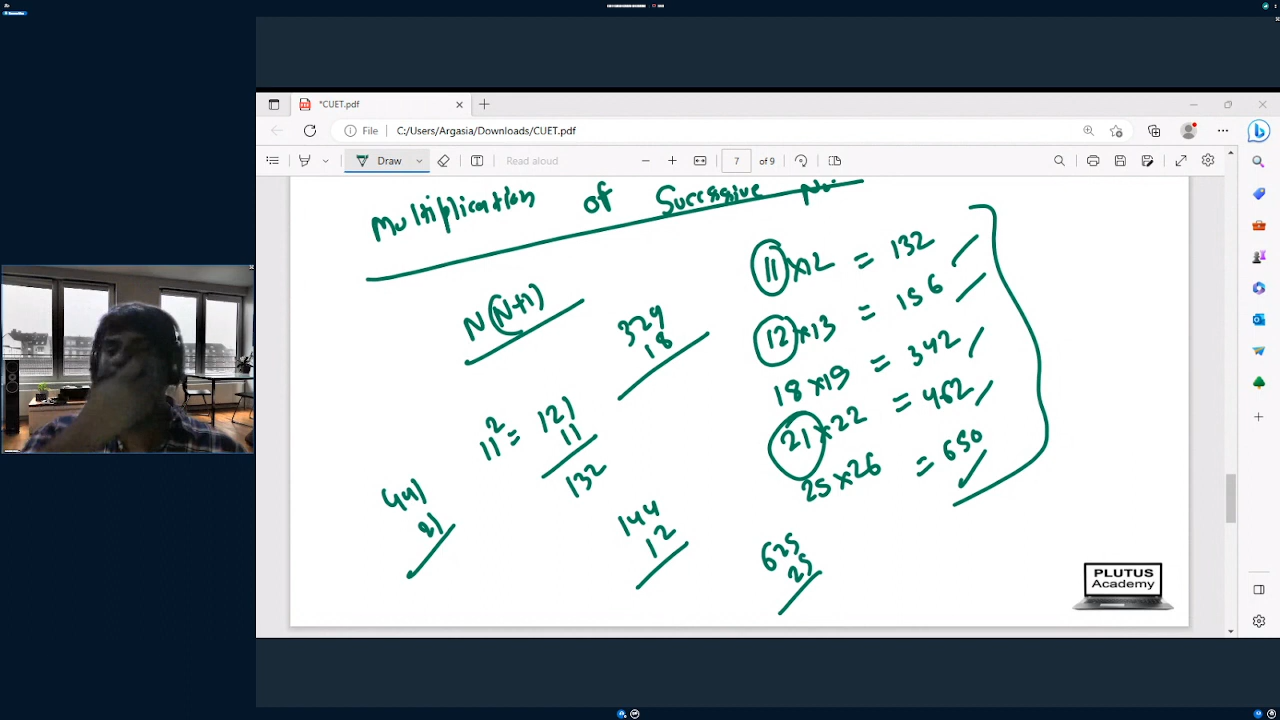 *CUET.pdf
File C:/Users/Argasia/Downloads/CUET.pdf
Draw Read aloud 7 of 9
Multiplication of Successive No.
N(N+1)
11 × 12 = 132
12 × 13 = 156
18 × 19 = 342
21 × 22 = 462
25 × 26 = 650
324
18
11² = 121
11
132
441
21
144
12
625
25
PLUTUS
Academy